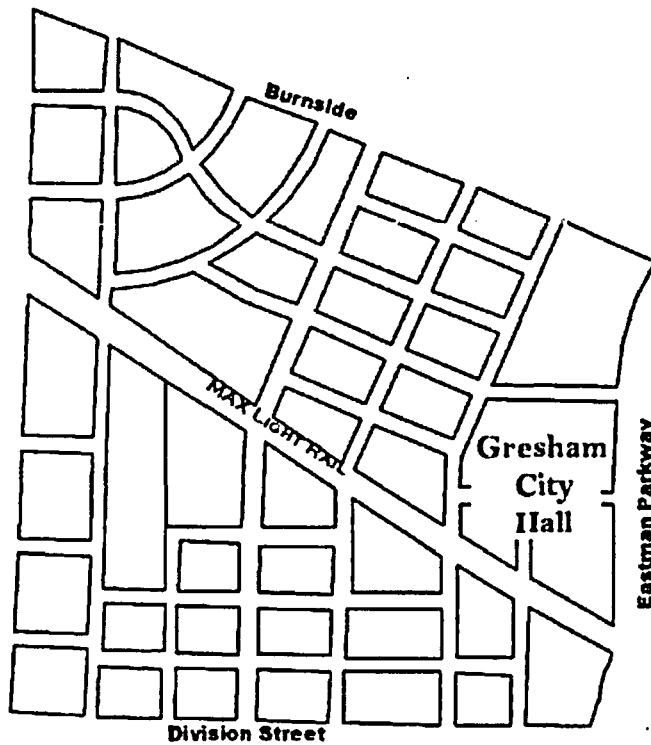 Burnside
MAX LIGHT RAIL
Gresham
City
Hall
Eastman Parkway
Division Street